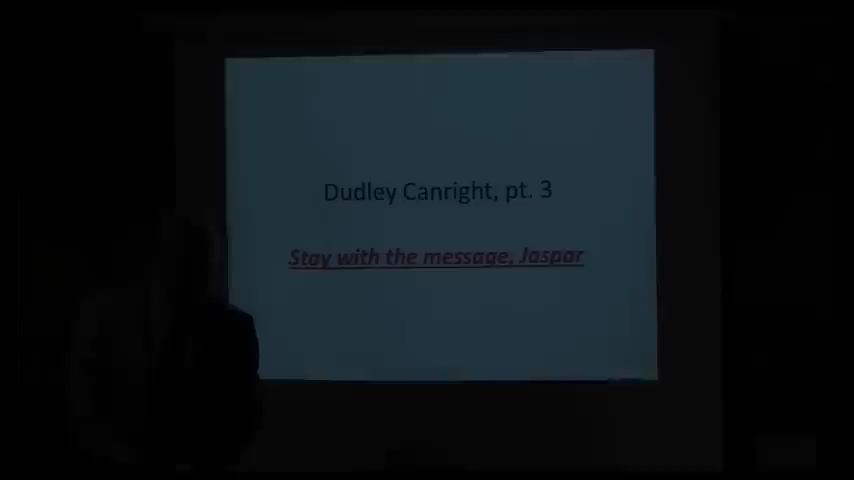 Dudley Canright, pt. 3
Stay with the message, Jaspar